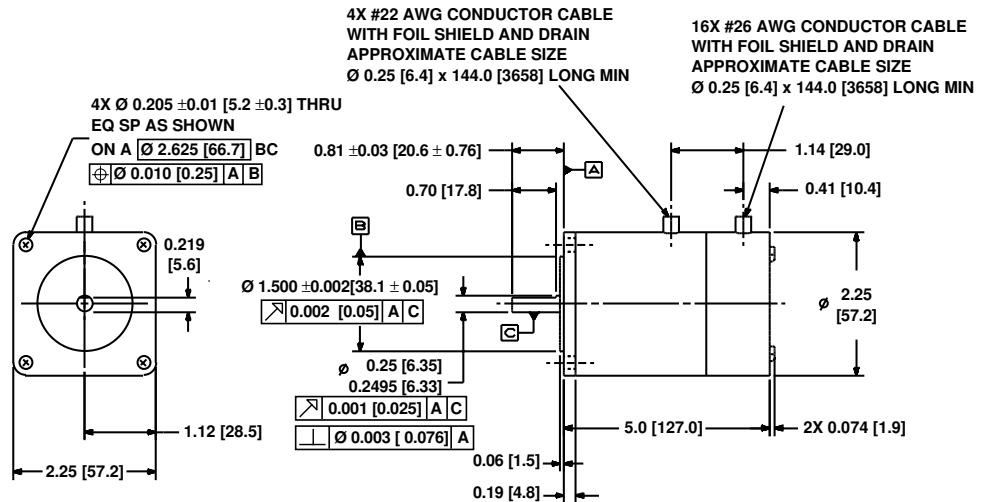 4X #22 AWG CONDUCTOR CABLE
WITH FOIL SHIELD AND DRAIN
APPROXIMATE CABLE SIZE
Ø 0.25 [6.4] x 144.0 [3658] LONG MIN
16X #26 AWG CONDUCTOR CABLE
WITH FOIL SHIELD AND DRAIN
APPROXIMATE CABLE SIZE
Ø 0.25 [6.4] x 144.0 [3658] LONG MIN
4X Ø 0.205 ±0.01 [5.2 ±0.3] THRU
EQ SP AS SHOWN
ON A Ø 2.625 [66.7] BC
⌖ Ø 0.010 [0.25] A B
0.81 ±0.03 [20.6 ± 0.76]
A
1.14 [29.0]
0.70 [17.8]
0.41 [10.4]
B
0.219
[5.6]
Ø 1.500 ±0.002[38.1 ± 0.05]
↗ 0.002 [0.05] A C
C
ø 2.25
[57.2]
ø 0.25 [6.35]
0.2495 [6.33]
↗ 0.001 [0.025] A C
⊥ Ø 0.003 [ 0.076] A
1.12 [28.5]
5.0 [127.0]
2X 0.074 [1.9]
2.25 [57.2]
0.06 [1.5]
0.19 [4.8]